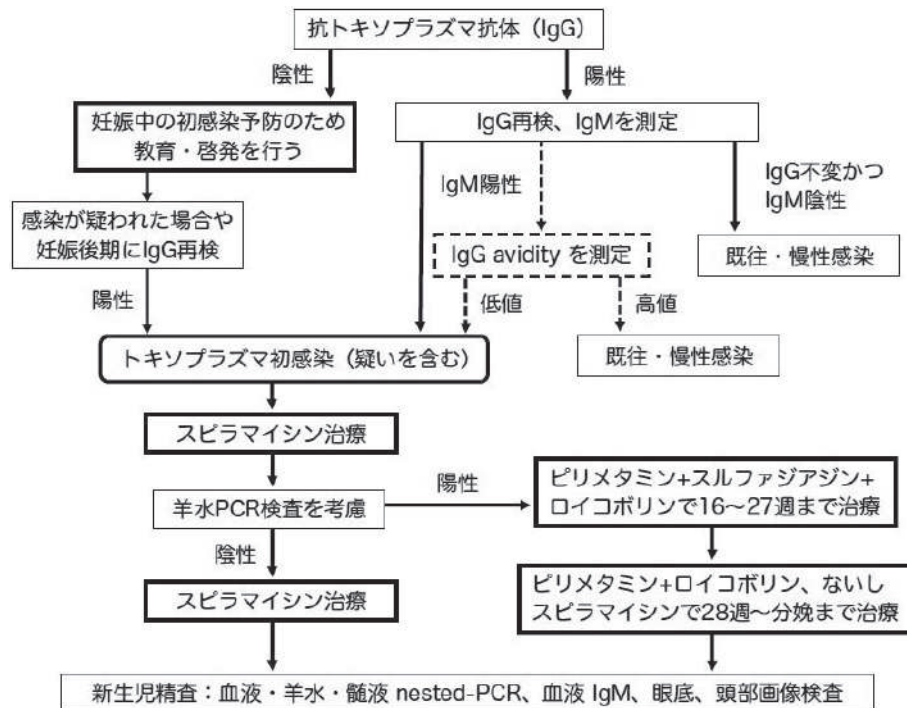 抗トキソプラズマ抗体（IgG）
陰性
陽性
妊娠中の初感染予防のため
教育・啓発を行う
IgG再検、IgMを測定
IgM陽性
IgG不変かつ
IgM陰性
感染が疑われた場合や
妊娠後期にIgG再検
IgG avidity を測定
既往・慢性感染
陽性
低値
高値
トキソプラズマ初感染（疑いを含む）
既往・慢性感染
スピラマイシン治療
羊水PCR検査を考慮
陽性
ピリメタミン+スルファジアジン+
ロイコボリンで16〜27週まで治療
陰性
スピラマイシン治療
ピリメタミン+ロイコボリン、ないし
スピラマイシンで28週〜分娩まで治療
新生児精査：血液・羊水・髄液 nested-PCR、血液 IgM、眼底、頭部画像検査